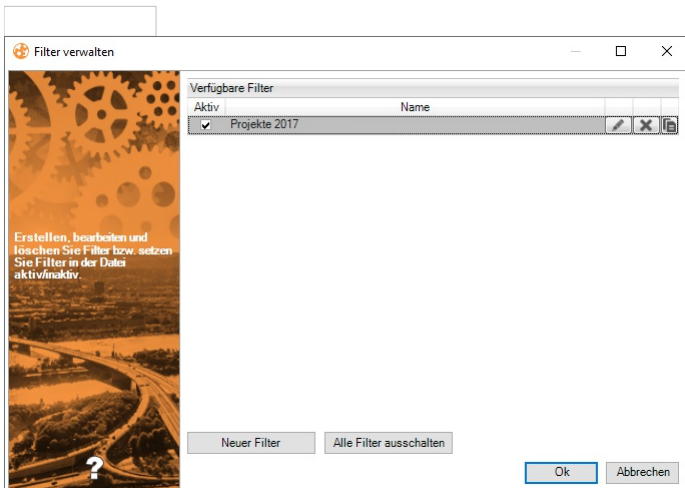 Filter verwalten
Verfügbare Filter
Aktiv Name
Projekte 2017
Erstellen, bearbeiten und
löschen Sie Filter bzw. setzen
Sie Filter in der Datei
aktiv/inaktiv.
?
Neuer Filter Alle Filter ausschalten
Ok Abbrechen